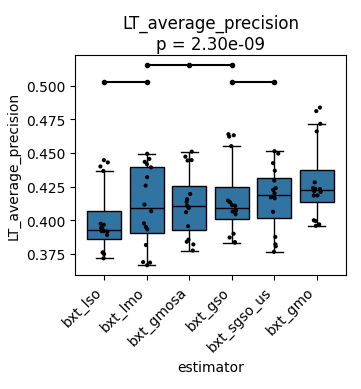 LT_average_precision
p = 2.30e-09
LT_average_precision
0.500
0.475
0.450
0.425
0.400
0.375
bxt_lso
bxt_lmo
bxt_gmosa
bxt_gso
bxt_sgso_us
bxt_gmo
estimator